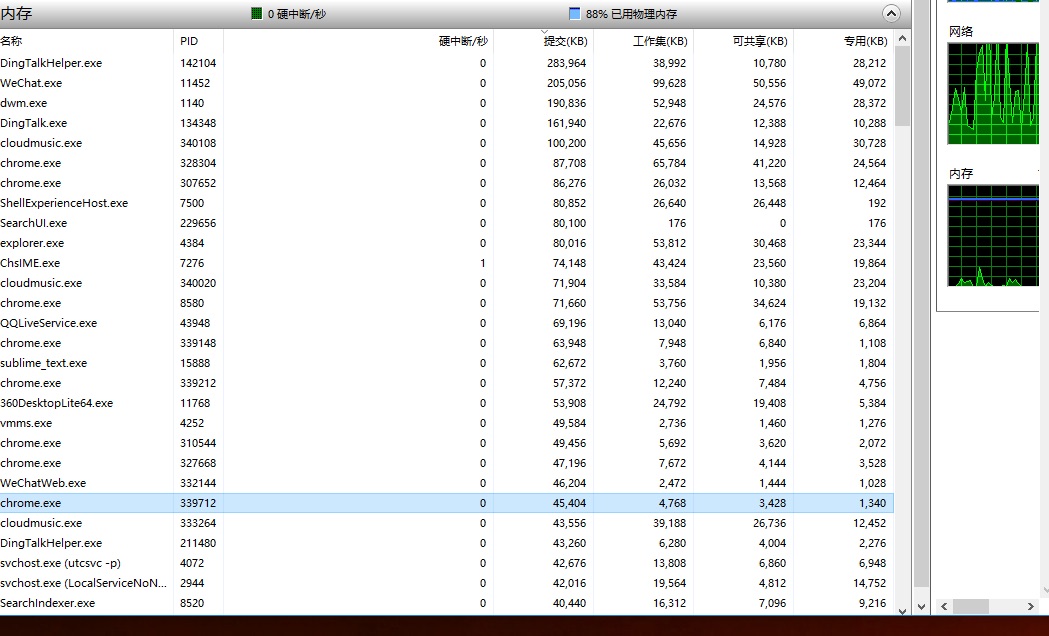 内存 0 硬中断/秒 88% 已用物理内存
名称 PID 硬中断/秒 提交(KB) 工作集(KB) 可共享(KB) 专用(KB)
DingTalkHelper.exe 142104 0 283,964 38,992 10,780 28,212
WeChat.exe 11452 0 205,056 99,628 50,556 49,072
dwm.exe 1140 0 190,836 52,948 24,576 28,372
DingTalk.exe 134348 0 161,940 22,676 12,388 10,288
cloudmusic.exe 340108 0 100,200 45,656 14,928 30,728
chrome.exe 328304 0 87,708 65,784 41,220 24,564
chrome.exe 307652 0 86,276 26,032 13,568 12,464
ShellExperienceHost.exe 7500 0 80,852 26,640 26,448 192
SearchUI.exe 229656 0 80,100 176 0 176
explorer.exe 4384 0 80,016 53,812 30,468 23,344
ChsIME.exe 7276 1 74,148 43,424 23,560 19,864
cloudmusic.exe 340020 0 71,904 33,584 10,380 23,204
chrome.exe 8580 0 71,660 53,756 34,624 19,132
QQLiveService.exe 43948 0 69,196 13,040 6,176 6,864
chrome.exe 339148 0 63,948 7,948 6,840 1,108
sublime_text.exe 15888 0 62,672 3,760 1,956 1,804
chrome.exe 339212 0 57,372 12,240 7,484 4,756
360DesktopLite64.exe 11768 0 53,908 24,792 19,408 5,384
vmms.exe 4252 0 49,584 2,736 1,460 1,276
chrome.exe 310544 0 49,456 5,692 3,620 2,072
chrome.exe 327668 0 47,196 7,672 4,144 3,528
WeChatWeb.exe 332144 0 46,204 2,472 1,444 1,028
chrome.exe 339712 0 45,404 4,768 3,428 1,340
cloudmusic.exe 333264 0 43,556 39,188 26,736 12,452
DingTalkHelper.exe 211480 0 43,260 6,280 4,004 2,276
svchost.exe (utcsvc -p) 4072 0 42,676 13,808 6,860 6,948
svchost.exe (LocalServiceNoN... 2944 0 42,016 19,564 4,812 14,752
SearchIndexer.exe 8520 0 40,440 16,312 7,096 9,216
网络
内存